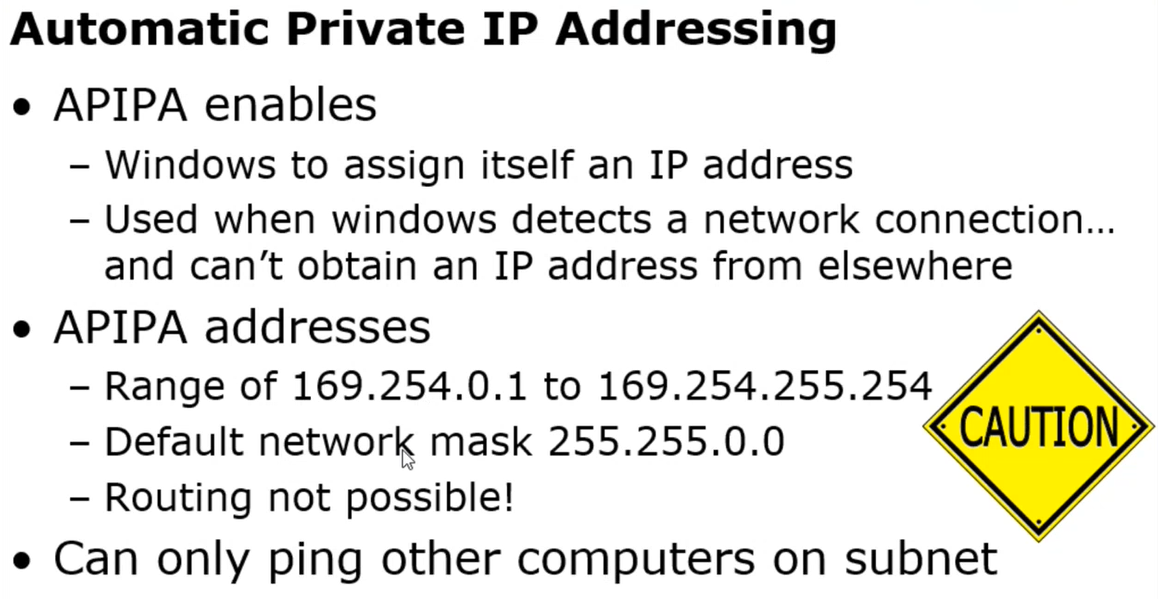 Automatic Private IP Addressing
• APIPA enables
– Windows to assign itself an IP address
– Used when windows detects a network connection…
and can’t obtain an IP address from elsewhere
• APIPA addresses
– Range of 169.254.0.1 to 169.254.255.254
– Default network mask 255.255.0.0
CAUTION
– Routing not possible!
• Can only ping other computers on subnet